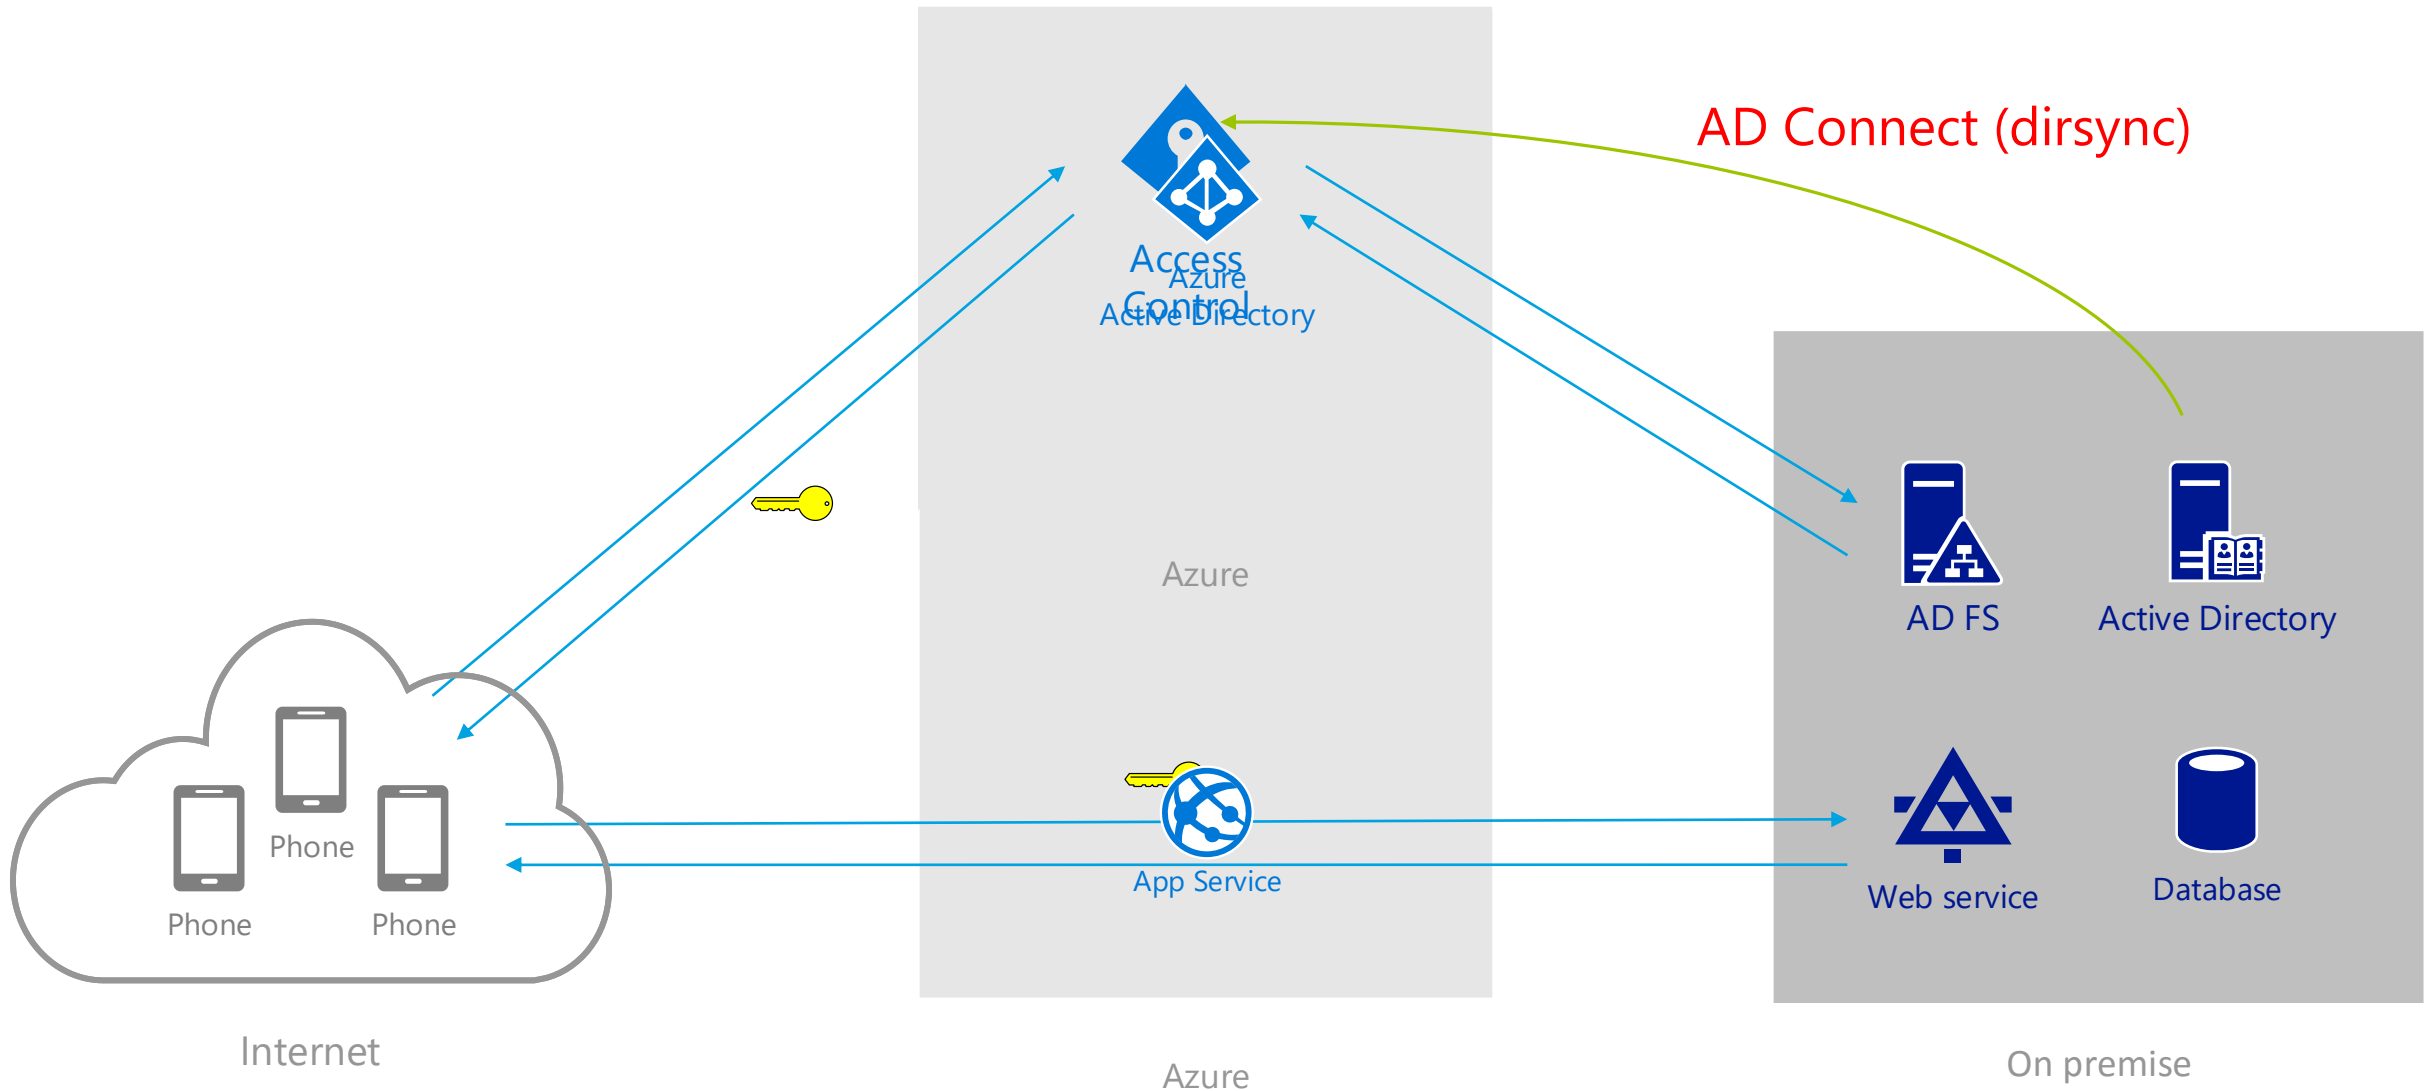 AD Connect (dirsync)
Access
Control
Azure
Active Directory
Azure
AD FS
Active Directory
Phone
Phone
Phone
App Service
Web service
Database
Internet
Azure
On premise